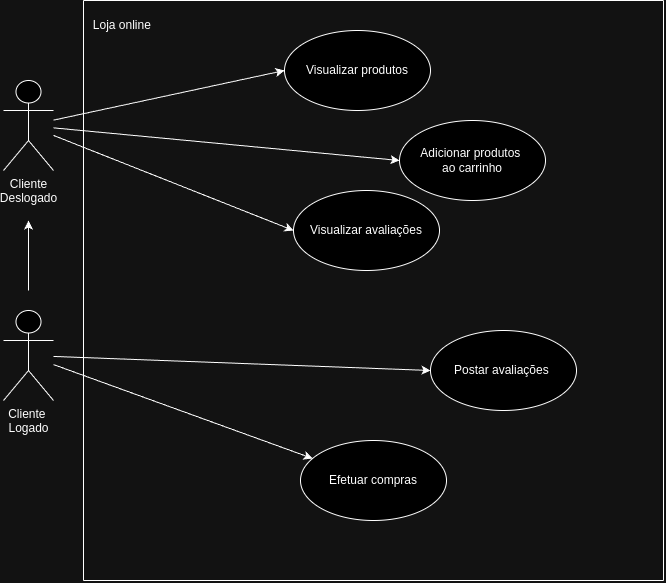 Loja online
Visualizar produtos
Adicionar produtos
ao carrinho
Cliente
Deslogado
Visualizar avaliações
Postar avaliações
Cliente
Logado
Efetuar compras